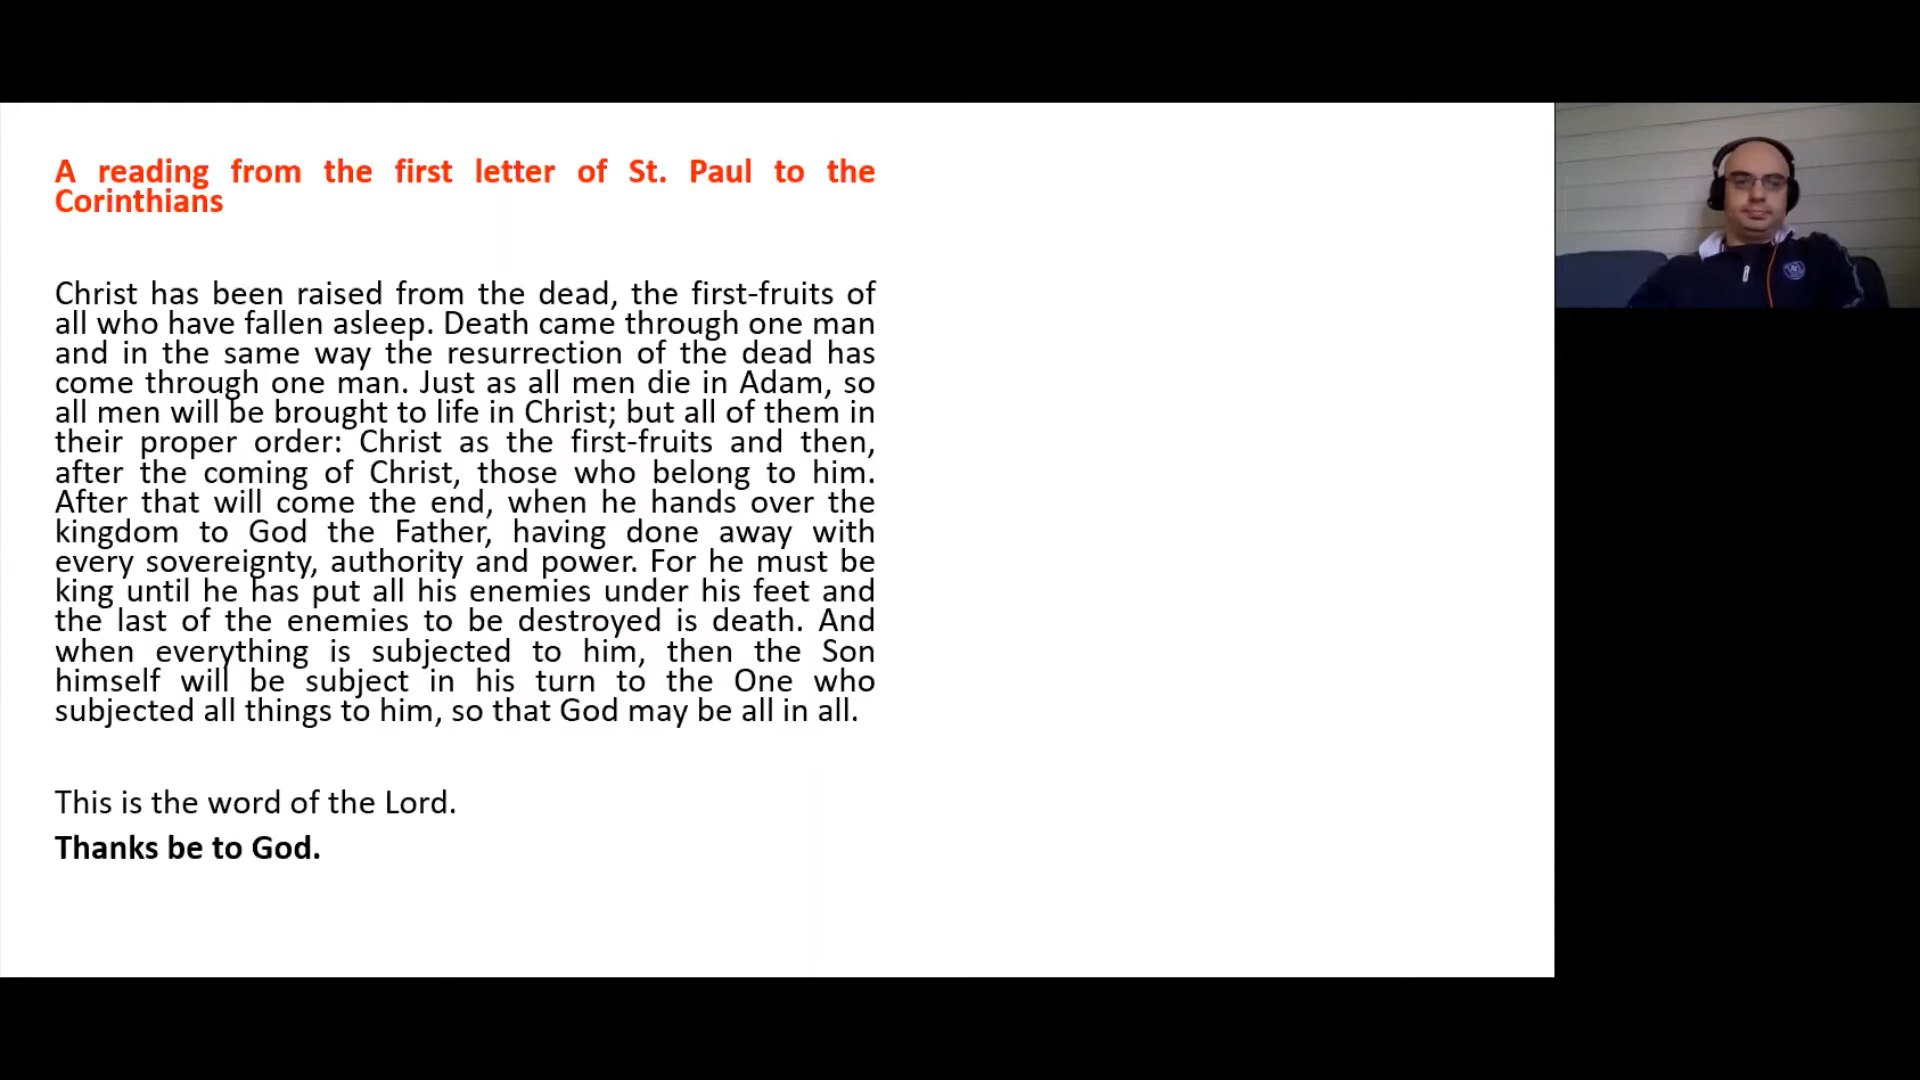 A reading from the first letter of St. Paul to the
Corinthians
Christ has been raised from the dead, the first-fruits of
all who have fallen asleep. Death came through one man
and in the same way the resurrection of the dead has
come through one man. Just as all men die in Adam, so
all men will be brought to life in Christ; but all of them in
their proper order: Christ as the first-fruits and then,
after the coming of Christ, those who belong to him.
After that will come the end, when he hands over the
kingdom to God the Father, having done away with
every sovereignty, authority and power. For he must be
king until he has put all his enemies under his feet and
the last of the enemies to be destroyed is death. And
when everything is subjected to him, then the Son
himself will be subject in his turn to the One who
subjected all things to him, so that God may be all in all.
This is the word of the Lord.
Thanks be to God.